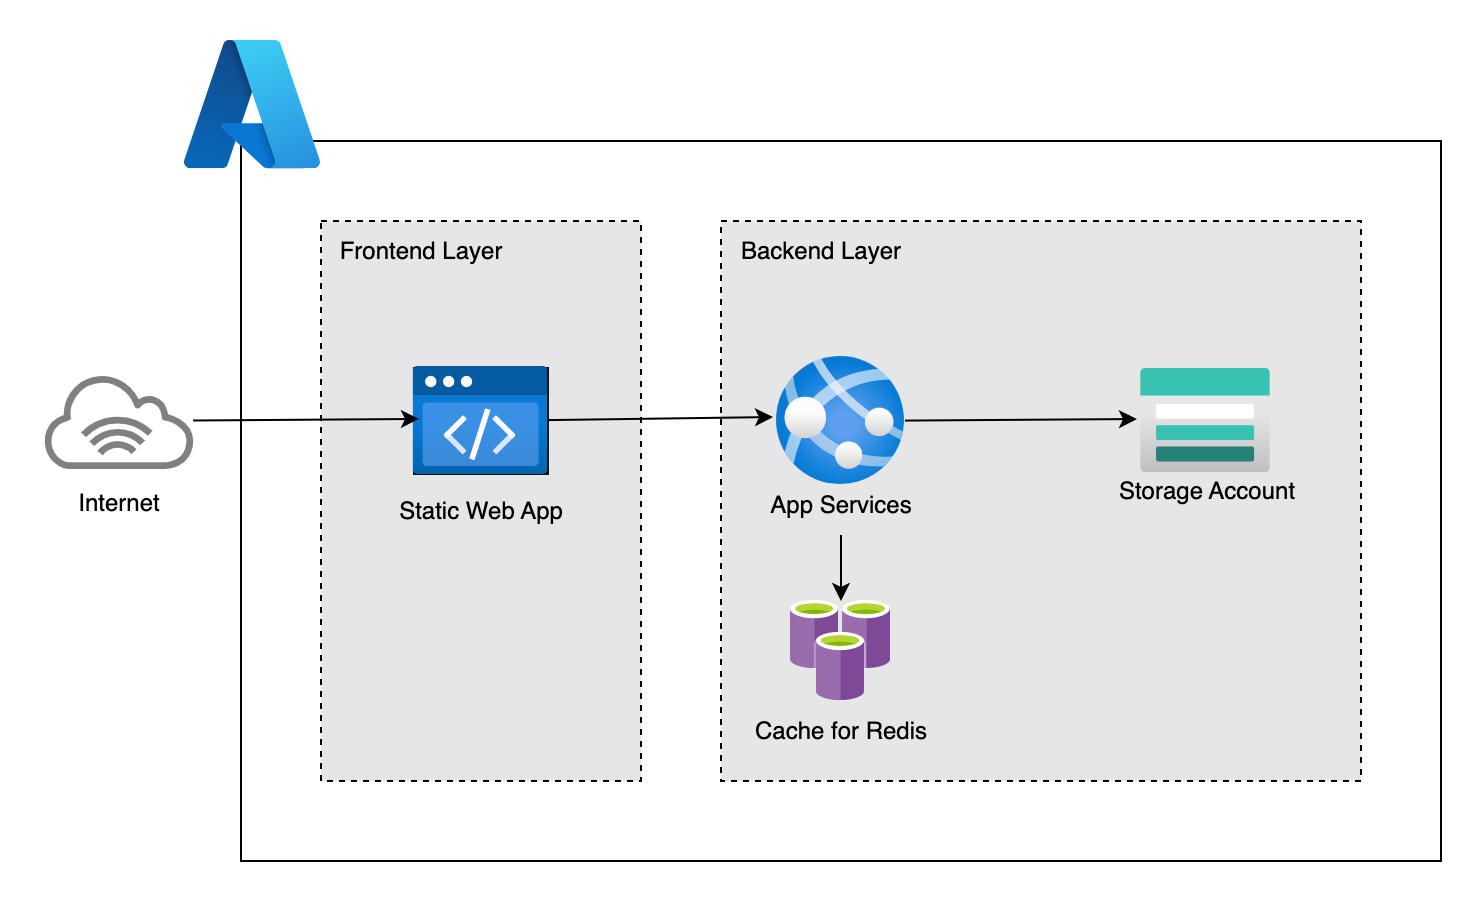 Frontend Layer
Backend Layer
Internet
Static Web App
App Services
Storage Account
Cache for Redis